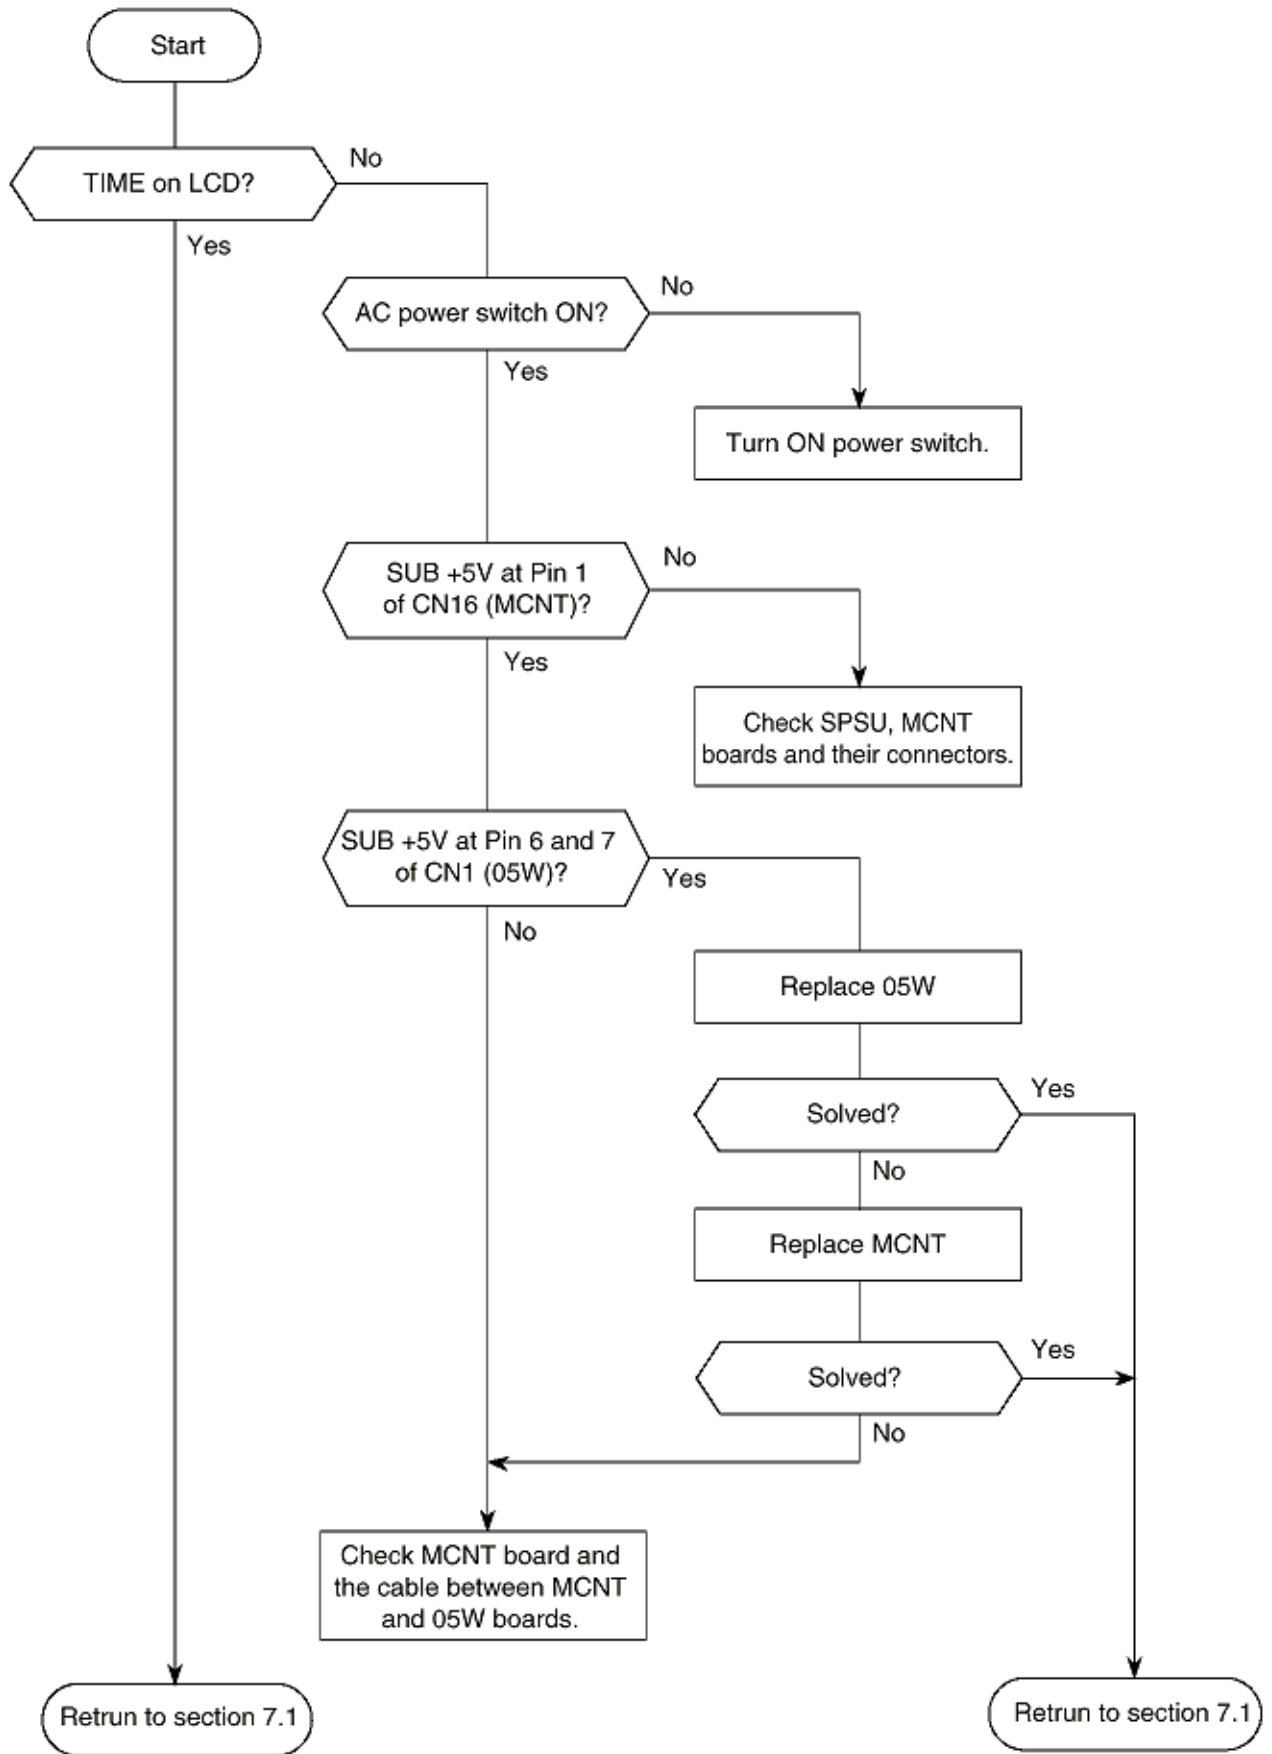 Start
TIME on LCD?
No
Yes
AC power switch ON?
No
Yes
Turn ON power switch.
SUB +5V at Pin 1
of CN16 (MCNT)?
No
Yes
Check SPSU, MCNT
boards and their connectors.
SUB +5V at Pin 6 and 7
of CN1 (05W)?
Yes
No
Replace 05W
Solved?
Yes
No
Replace MCNT
Solved?
Yes
No
Check MCNT board and
the cable between MCNT
and 05W boards.
Retrun to section 7.1
Retrun to section 7.1